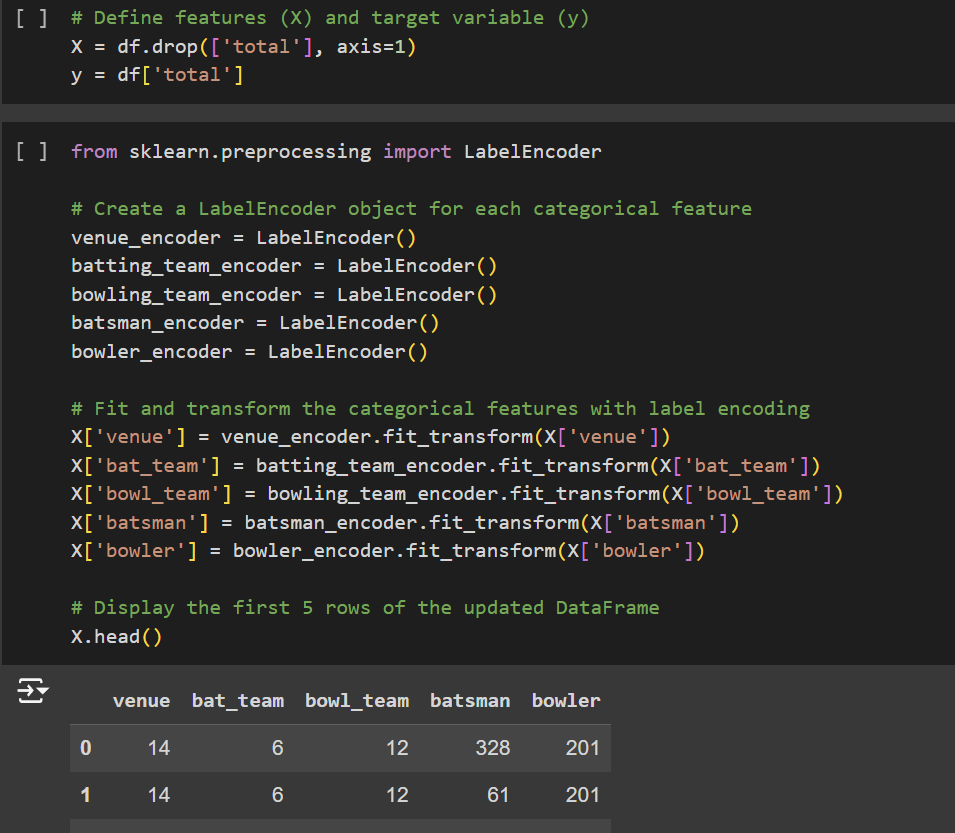 [ ] # Define features (X) and target variable (y)
X = df.drop(['total'], axis=1)
y = df['total']
[ ] from sklearn.preprocessing import LabelEncoder
# Create a LabelEncoder object for each categorical feature
venue_encoder = LabelEncoder()
batting_team_encoder = LabelEncoder()
bowling_team_encoder = LabelEncoder()
batsman_encoder = LabelEncoder()
bowler_encoder = LabelEncoder()
# Fit and transform the categorical features with label encoding
X['venue'] = venue_encoder.fit_transform(X['venue'])
X['bat_team'] = batting_team_encoder.fit_transform(X['bat_team'])
X['bowl_team'] = bowling_team_encoder.fit_transform(X['bowl_team'])
X['batsman'] = batsman_encoder.fit_transform(X['batsman'])
X['bowler'] = bowler_encoder.fit_transform(X['bowler'])
# Display the first 5 rows of the updated DataFrame
X.head()
venue bat_team bowl_team batsman bowler
0 14 6 12 328 201
1 14 6 12 61 201